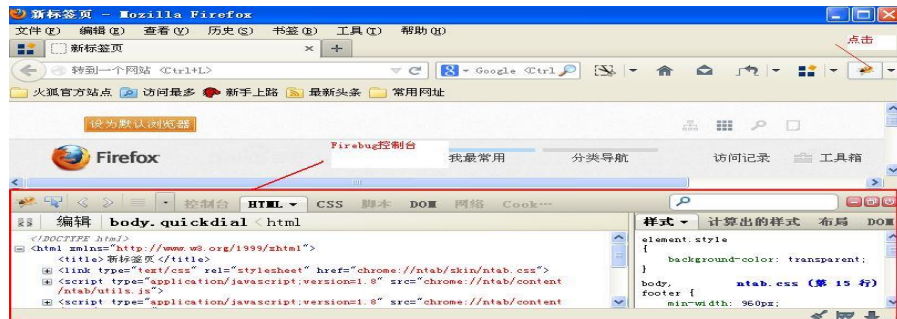 新标签页 - Mozilla Firefox
文件(F) 编辑(E) 查看(V) 历史(S) 书签(B) 工具(T) 帮助(H)
新标签页 × +
点击
转到一个网站 (Ctrl+L) Google (Ctrl
火狐官方站点 访问最多 新手上路 最新头条 常用网址
设为默认浏览器
Firebug控制台
Firefox 我最常用 分类导航 访问记录 工具箱
控制台 HTML CSS 脚本 DOM 网络 Cook…
编辑 body.quickdial < html
样式 计算出的样式 布局 DOM
<!DOCTYPE html>
<html xmlns="http://www.w3.org/1999/xhtml">
<title>新标签页</title>
<link type="text/css" rel="stylesheet" href="chrome://ntab/skin/ntab.css">
<script type="application/javascript;version=1.8" src="chrome://ntab/content
/ntab/utils.js">
<script type="application/javascript;version=1.8" src="chrome://ntab/content
element.style
{
background-color: transparent;
}
body, ntab.css (第 15 行)
footer {
min-width: 960px;